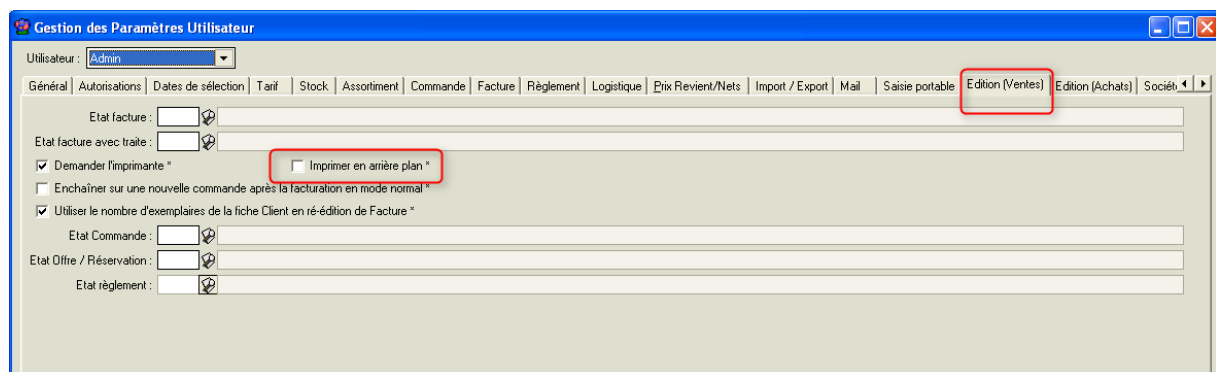 Gestion des Paramètres Utilisateur
Utilisateur : Admin
Général Autorisations Dates de sélection Tarif Stock Assortiment Commande Facture Règlement Logistique Prix Revient/Nets Import / Export Mail Saisie portable Edition (Ventes) Edition (Achats) Société
Etat facture :
Etat facture avec traite :
Demander l'imprimante * Imprimer en arrière plan *
Enchaîner sur une nouvelle commande après la facturation en mode normal *
Utiliser le nombre d'exemplaires de la fiche Client en ré-édition de Facture *
Etat Commande :
Etat Offre / Réservation :
Etat règlement :